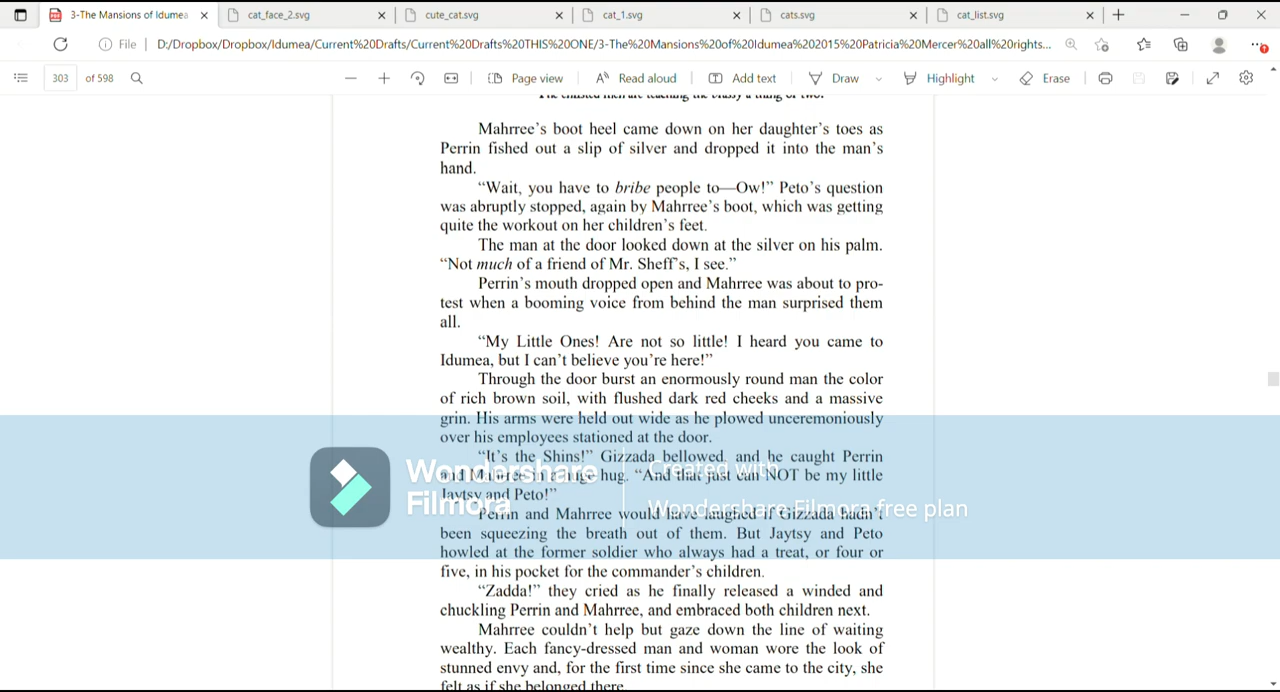 3-The Mansions of Idumea
cat_face_2.svg
cute_cat.svg
cat_1.svg
cats.svg
cat_list.svg
File
D:/Dropbox/Dropbox/Idumea/Current%20Drafts/Current%20Drafts%20THIS%20ONE/3-The%20Mansions%20of%20Idumea%202015%20Patricia%20Mercer%20all%20rights...
303 of 598
Page view
Read aloud
Add text
Draw
Highlight
Erase
Mahrree’s boot heel came down on her daughter’s toes as
Perrin fished out a slip of silver and dropped it into the man’s
hand.
“Wait, you have to bribe people to—Ow!” Peto’s question
was abruptly stopped, again by Mahrree’s boot, which was getting
quite the workout on her children’s feet.
The man at the door looked down at the silver on his palm.
“Not much of a friend of Mr. Sheff’s, I see.”
Perrin’s mouth dropped open and Mahrree was about to pro-
test when a booming voice from behind the man surprised them
all.
“My Little Ones! Are not so little! I heard you came to
Idumea, but I can’t believe you’re here!”
Through the door burst an enormously round man the color
of rich brown soil, with flushed dark red cheeks and a massive
grin. His arms were held out wide as he plowed unceremoniously
over his employees stationed at the door.
“It’s the Shins!” Gizzada bellowed, and he caught Perrin
and Mahrree in a huge hug. “And that just can NOT be my little
Jaytsy and Peto!”
Perrin and Mahrree would have laughed if Gizzada hadn’t
been squeezing the breath out of them. But Jaytsy and Peto
howled at the former soldier who always had a treat, or four or
five, in his pocket for the commander’s children.
“Zadda!” they cried as he finally released a winded and
chuckling Perrin and Mahrree, and embraced both children next.
Mahrree couldn’t help but gaze down the line of waiting
wealthy. Each fancy-dressed man and woman wore the look of
stunned envy and, for the first time since she came to the city, she
felt as if she belonged there.
Wondershare
Filmora
Created with
Wondershare Filmora free plan